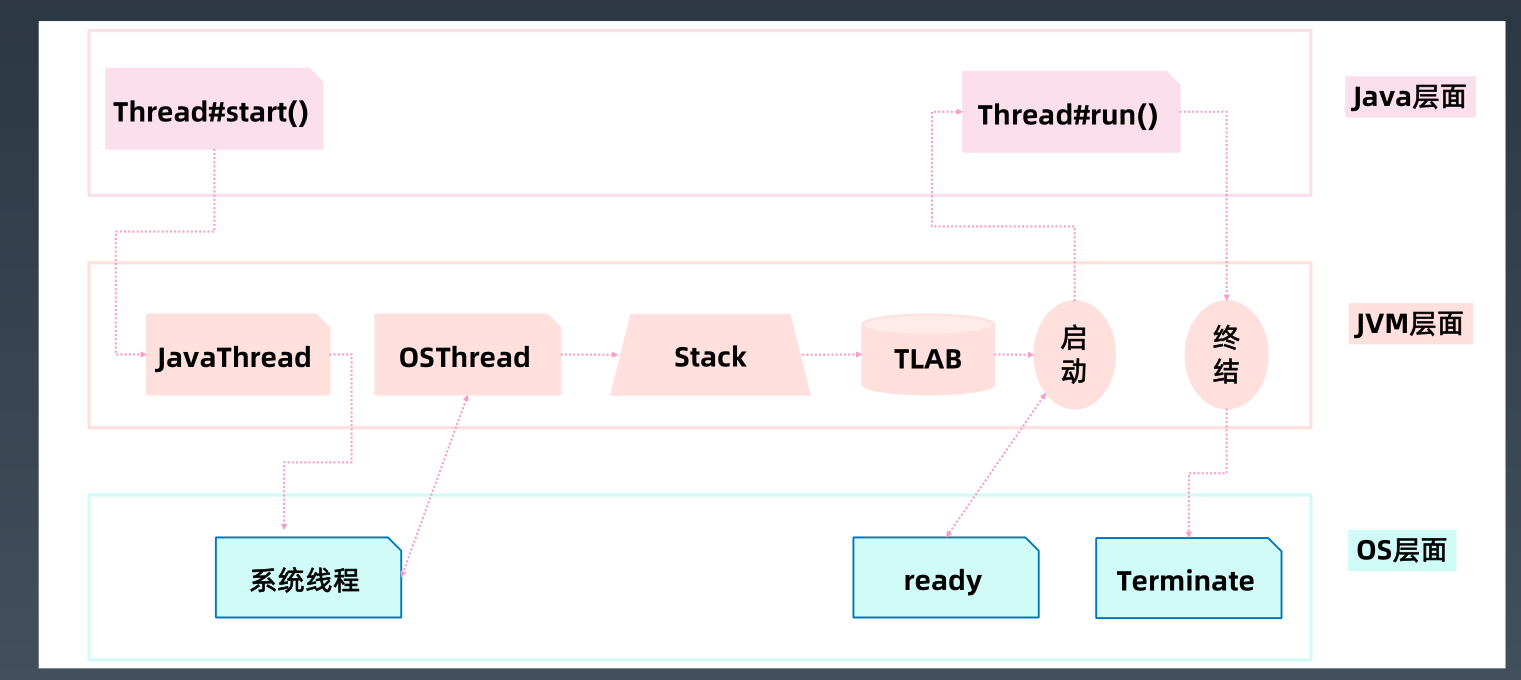 Thread#start()
Thread#run()
Java层面
JavaThread
OSThread
Stack
TLAB
启
动
终
结
JVM层面
系统线程
ready
Terminate
OS层面